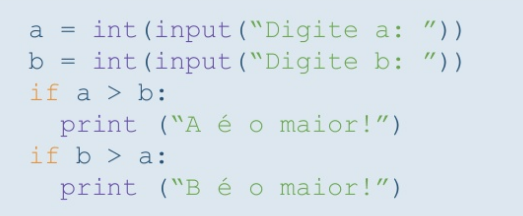 a = int(input(“Digite a: ”))
b = int(input(“Digite b: ”))
if a > b:
  print (“A é o maior!”)
if b > a:
  print (“B é o maior!”)